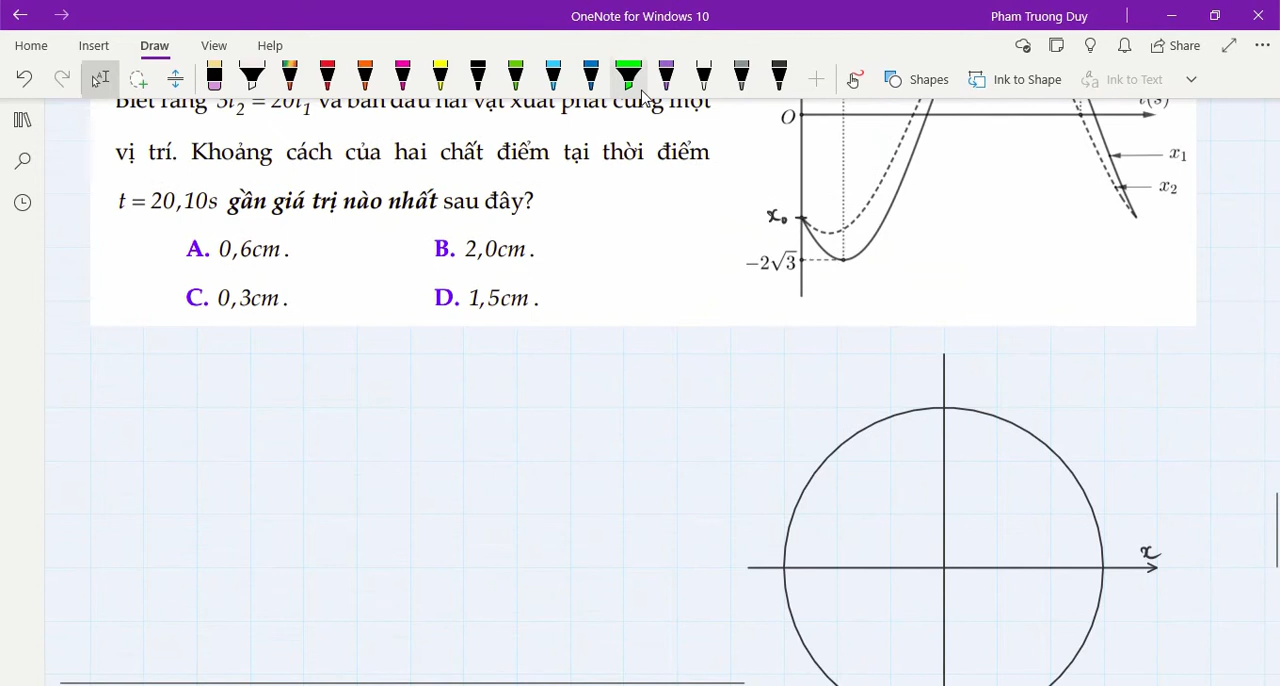 OneNote for Windows 10
Pham Truong Duy
Home Insert Draw View Help
Share
Shapes
Ink to Shape
Ink to Text
vị trí. Khoảng cách của hai chất điểm tại thời điểm
t = 20,10s gần giá trị nào nhất sau đây?
A. 0,6cm. B. 2,0cm.
C. 0,3cm. D. 1,5cm.
O
t(s)
x₁
x₂
x₀
−2√3
x